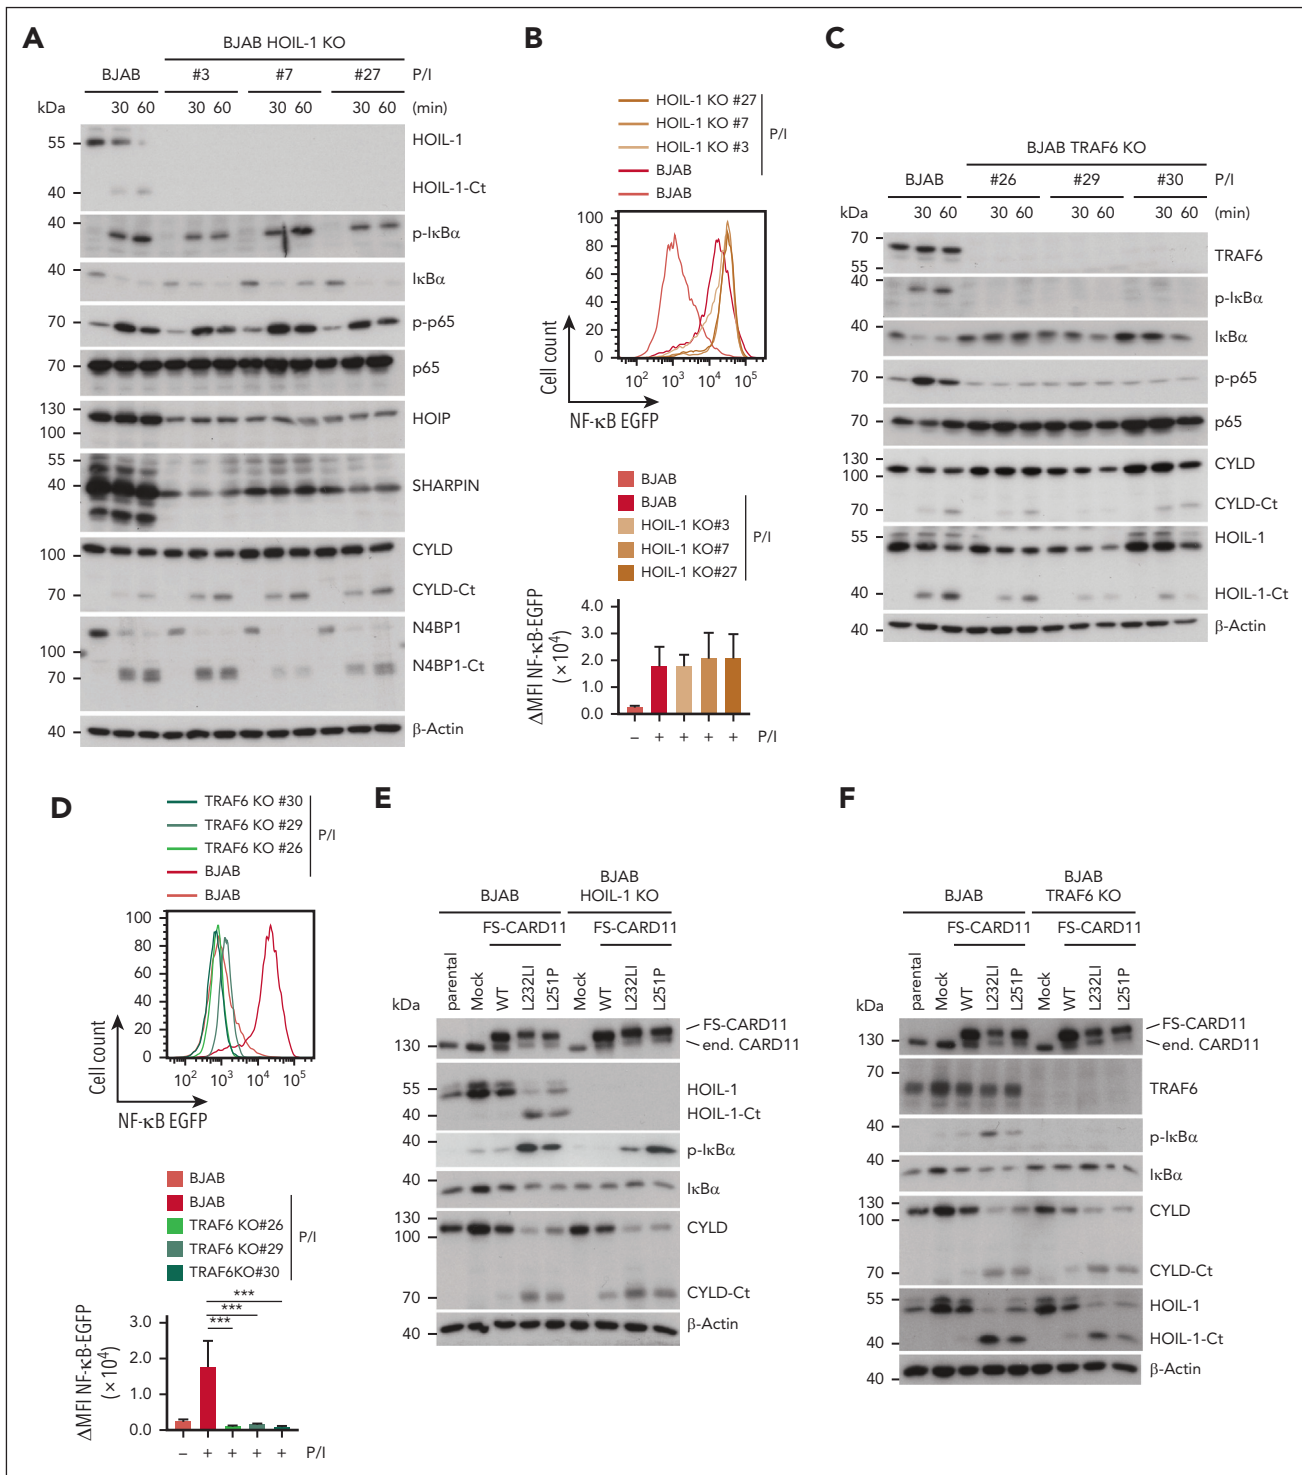 A
BJAB HOIL-1 KO
BJAB #3 #7 #27 P/I
kDa 30 60 30 60 30 60 30 60 (min)
55 HOIL-1
40 HOIL-1-Ct
40 p-IκBα
40 IκBα
70 p-p65
70 p65
130 HOIP
100
55
40 SHARPIN
CYLD
100
70 CYLD-Ct
N4BP1
100
70 N4BP1-Ct
40 β-Actin
B
HOIL-1 KO #27
HOIL-1 KO #7
HOIL-1 KO #3
BJAB
BJAB
P/I
100
80
60
40
20
0
10² 10³ 10⁴ 10⁵
Cell count
NF-κB EGFP
BJAB
BJAB
HOIL-1 KO#3
HOIL-1 KO#7
HOIL-1 KO#27
P/I
ΔMFI NF-κB-EGFP
(×10⁴)
4.0
3.0
2.0
1.0
0.0
– + + + + P/I
C
BJAB TRAF6 KO
BJAB #26 #29 #30 P/I
kDa 30 60 30 60 30 60 30 60 (min)
70 TRAF6
55
p-IκBα
40 IκBα
70 p-p65
70 p65
130 CYLD
100
70 CYLD-Ct
55 HOIL-1
40 HOIL-1-Ct
40 β-Actin
D
TRAF6 KO #30
TRAF6 KO #29
TRAF6 KO #26
BJAB
BJAB
P/I
100
80
60
40
20
0
10² 10³ 10⁴ 10⁵
Cell count
NF-κB EGFP
BJAB
BJAB
TRAF6 KO#26
TRAF6 KO#29
TRAF6KO#30
P/I
***
***
***
ΔMFI NF-κB-EGFP
(×10⁴)
3.0
2.0
1.0
0.0
– + + + + P/I
E
BJAB
BJAB HOIL-1 KO
FS-CARD11 FS-CARD11
parental Mock WT L232LI L251P Mock WT L232LI L251P
kDa
FS-CARD11
130 end. CARD11
55 HOIL-1
40 HOIL-1-Ct
40 p-IκBα
40 IκBα
130 CYLD
100
70 CYLD-Ct
40 β-Actin
F
BJAB
BJAB TRAF6 KO
FS-CARD11 FS-CARD11
parental Mock WT L232LI L251P Mock WT L232LI L251P
kDa
FS-CARD11
130 end. CARD11
70
TRAF6
p-IκBα
40
40 IκBα
130 CYLD
100
70 CYLD-Ct
55 HOIL-1
40 HOIL-1-Ct
40 β-Actin